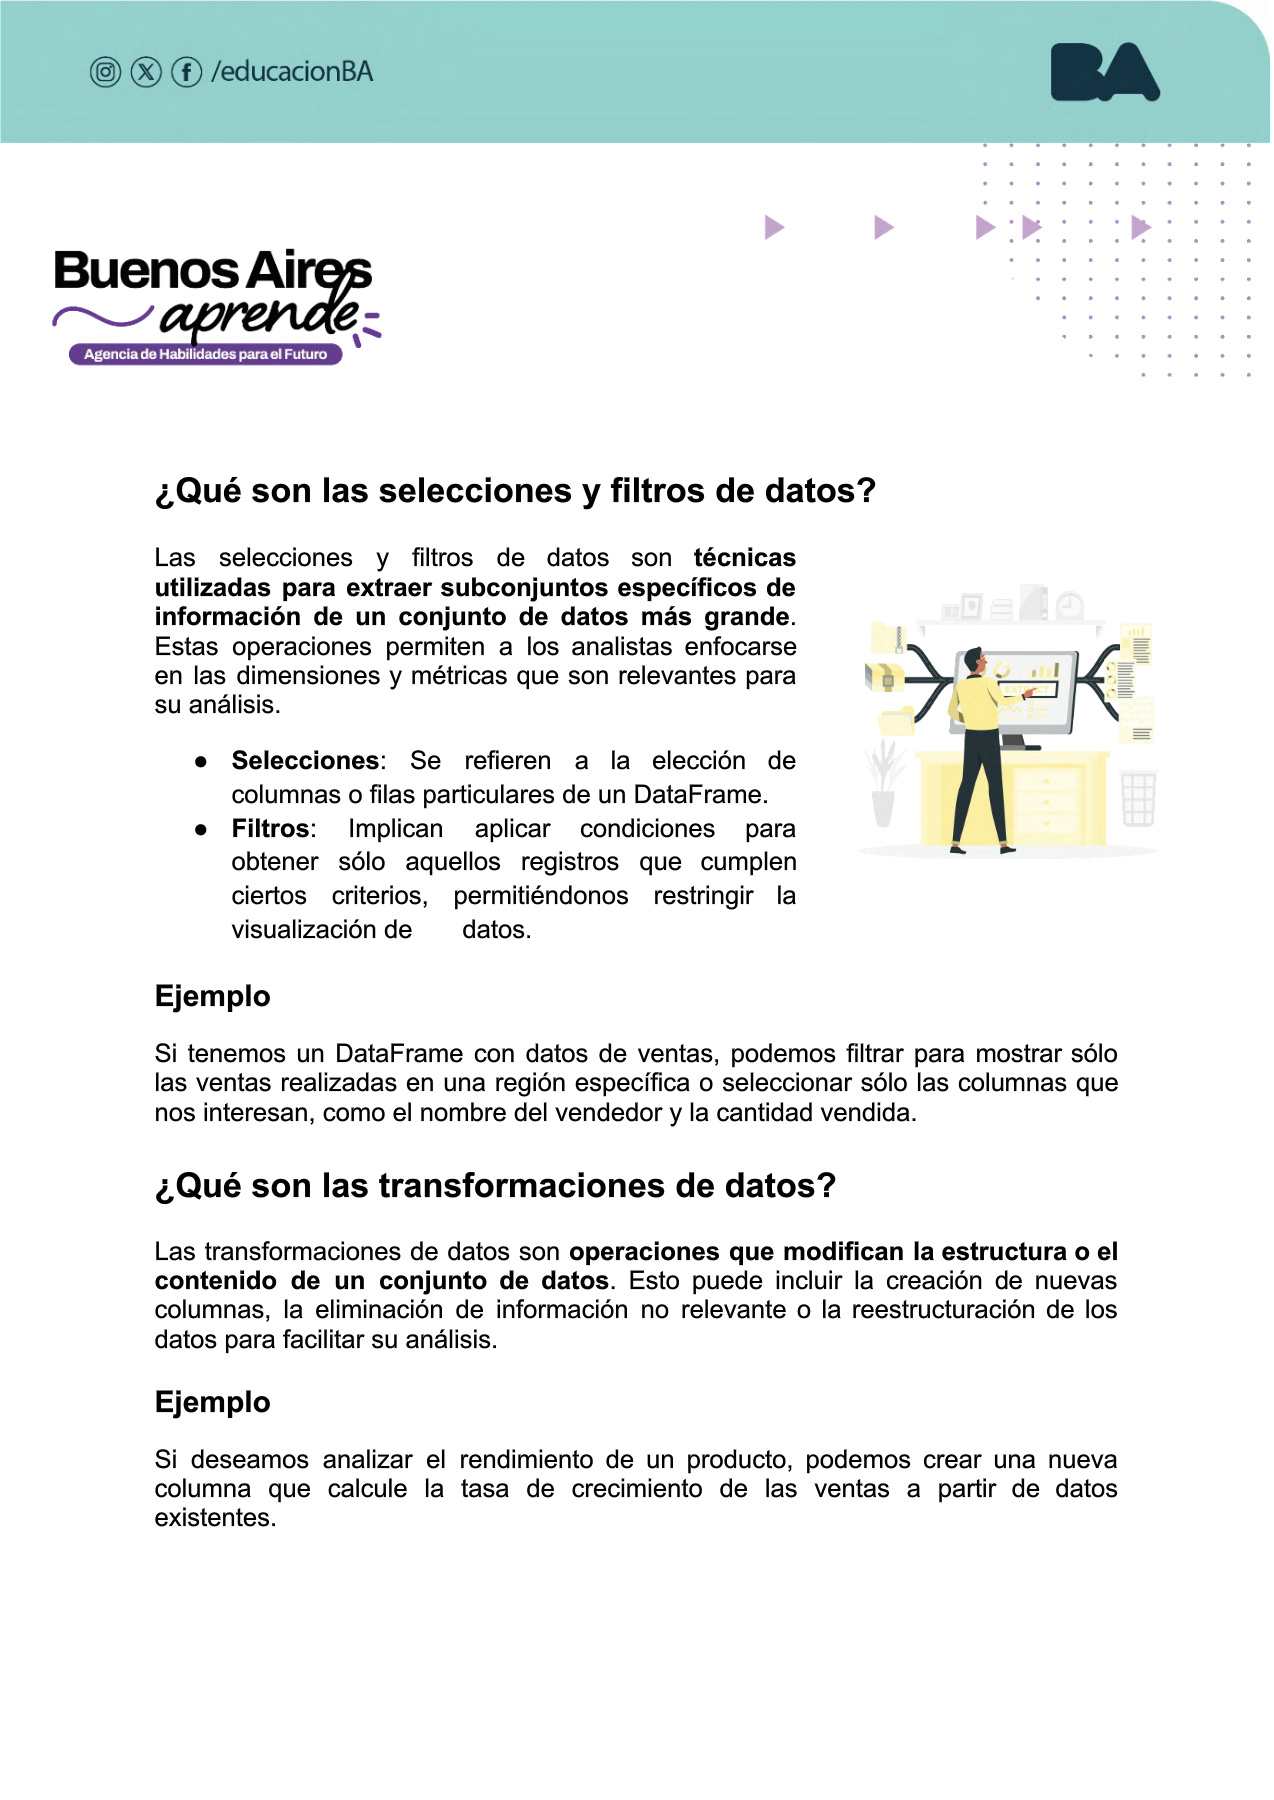 /educacionBA
BA
Buenos Aires
aprende
Agencia de Habilidades para el Futuro
¿Qué son las selecciones y filtros de datos?
Las selecciones y filtros de datos son técnicas
utilizadas para extraer subconjuntos específicos de
información de un conjunto de datos más grande.
Estas operaciones permiten a los analistas enfocarse
en las dimensiones y métricas que son relevantes para
su análisis.
● Selecciones: Se refieren a la elección de
columnas o filas particulares de un DataFrame.
● Filtros: Implican aplicar condiciones para
obtener sólo aquellos registros que cumplen
ciertos criterios, permitiéndonos restringir la
visualización de datos.
EXTRACT
Ejemplo
Si tenemos un DataFrame con datos de ventas, podemos filtrar para mostrar sólo
las ventas realizadas en una región específica o seleccionar sólo las columnas que
nos interesan, como el nombre del vendedor y la cantidad vendida.
¿Qué son las transformaciones de datos?
Las transformaciones de datos son operaciones que modifican la estructura o el
contenido de un conjunto de datos. Esto puede incluir la creación de nuevas
columnas, la eliminación de información no relevante o la reestructuración de los
datos para facilitar su análisis.
Ejemplo
Si deseamos analizar el rendimiento de un producto, podemos crear una nueva
columna que calcule la tasa de crecimiento de las ventas a partir de datos
existentes.